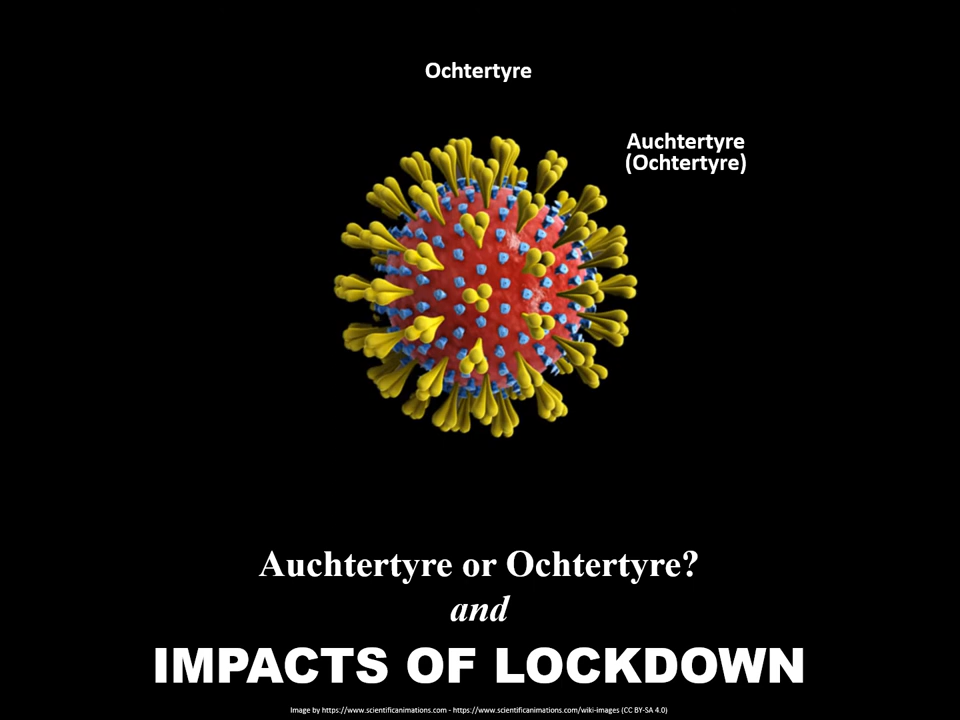 Ochtertyre
Auchtertyre
(Ochtertyre)
Auchtertyre or Ochtertyre?
and
IMPACTS OF LOCKDOWN
Image by https://www.scientificanimations.com - https://www.scientificanimations.com/wiki-images (CC BY-SA 4.0)